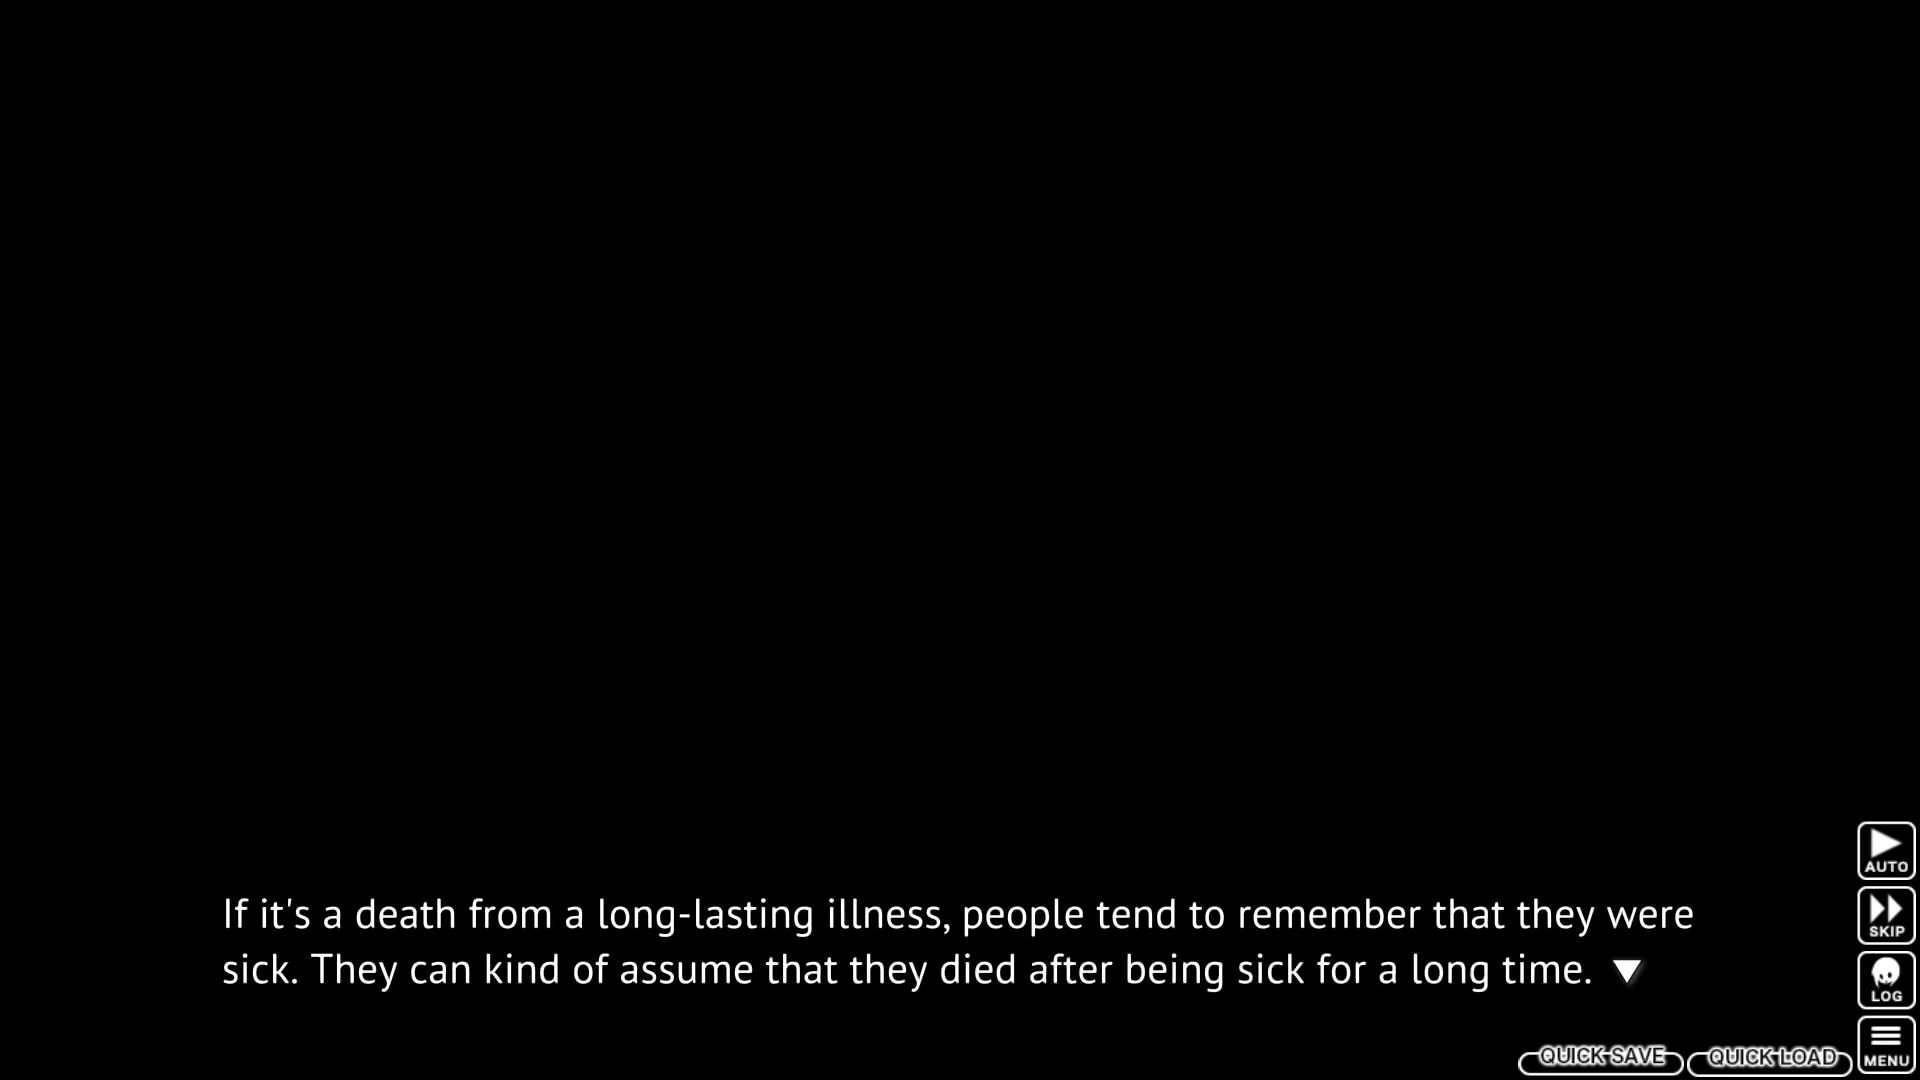 If it's a death from a long-lasting illness, people tend to remember that they were
sick. They can kind of assume that they died after being sick for a long time.
AUTO
SKIP
LOG
MENU
QUICK SAVE
QUICK LOAD